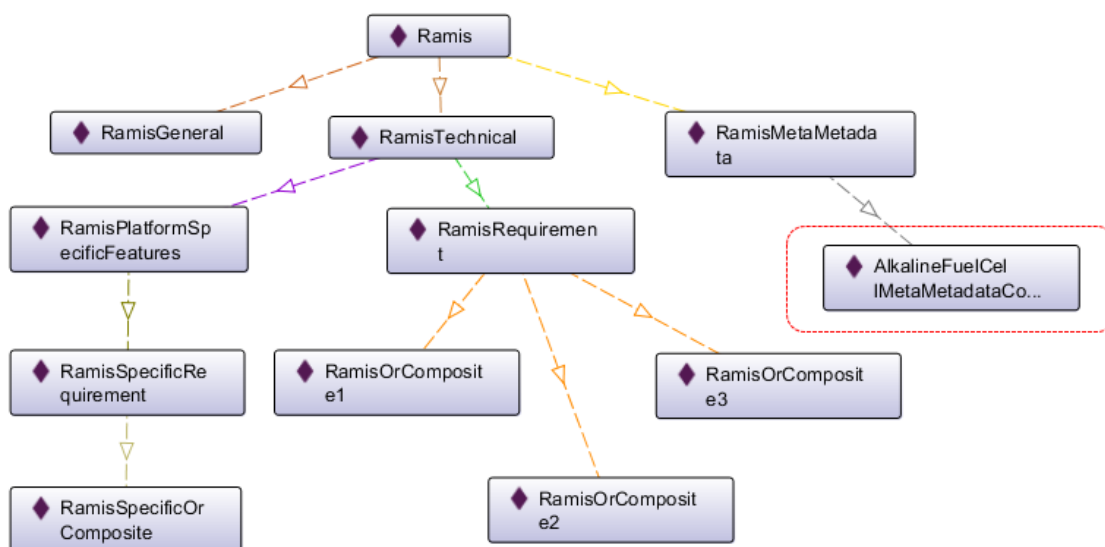 Ramis
RamisGeneral
RamisTechnical
RamisMetaMetada
ta
RamisPlatformSp
ecificFeatures
RamisRequiremen
t
AlkalineFuelCel
lMetaMetadataCo...
RamisSpecificRe
quirement
RamisOrComposit
e1
RamisOrComposit
e3
RamisSpecificOr
Composite
RamisOrComposit
e2